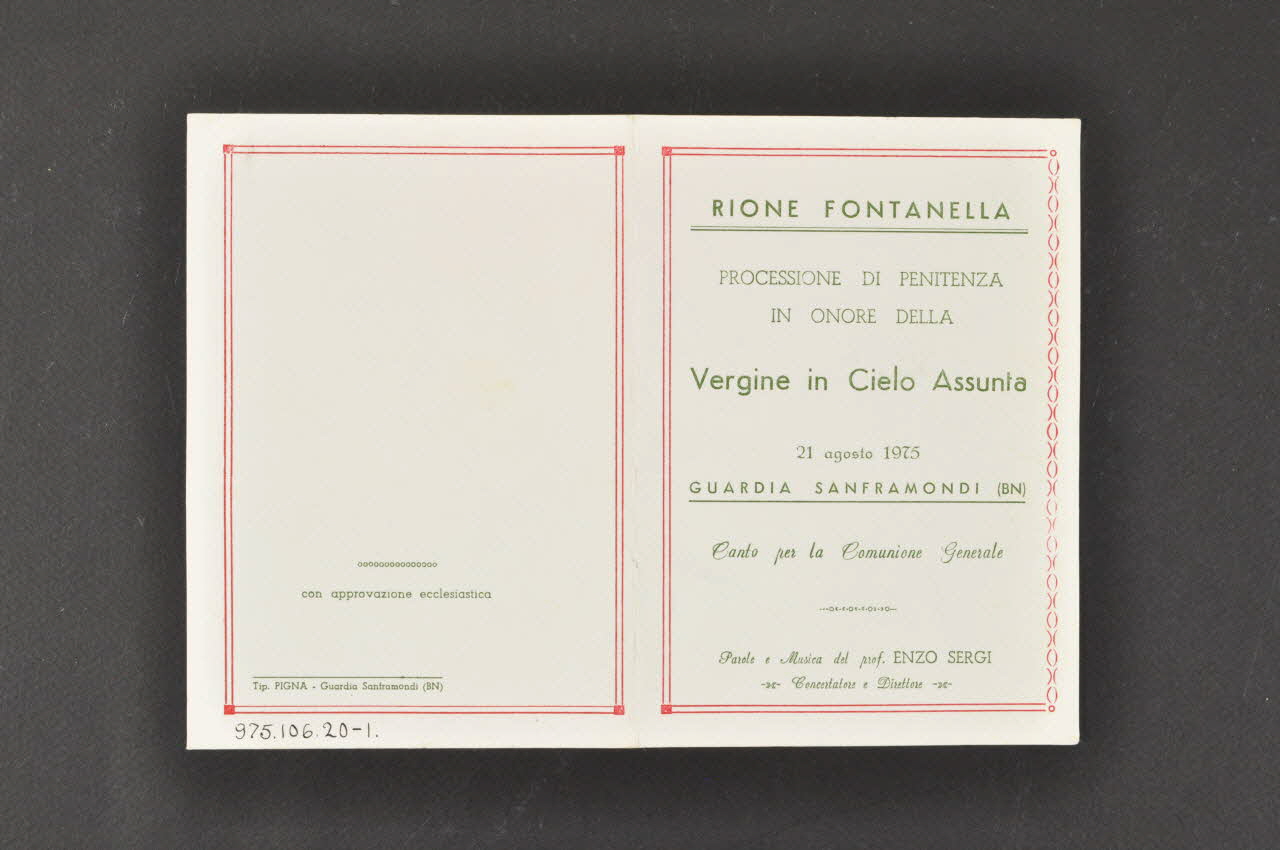 con approvazione ecclesiastica
Tip. PIGNA - Guardia Sanframondi (BN)
975.106.20-1.
RIONE FONTANELLA
PROCESSIONE DI PENITENZA
IN ONORE DELLA
Vergine in Cielo Assunta
21 agosto 1975
GUARDIA SANFRAMONDI (BN)
Canto per la Comunione Generale
Parole e Musica del prof. ENZO SERGI
Concertatore e Direttore